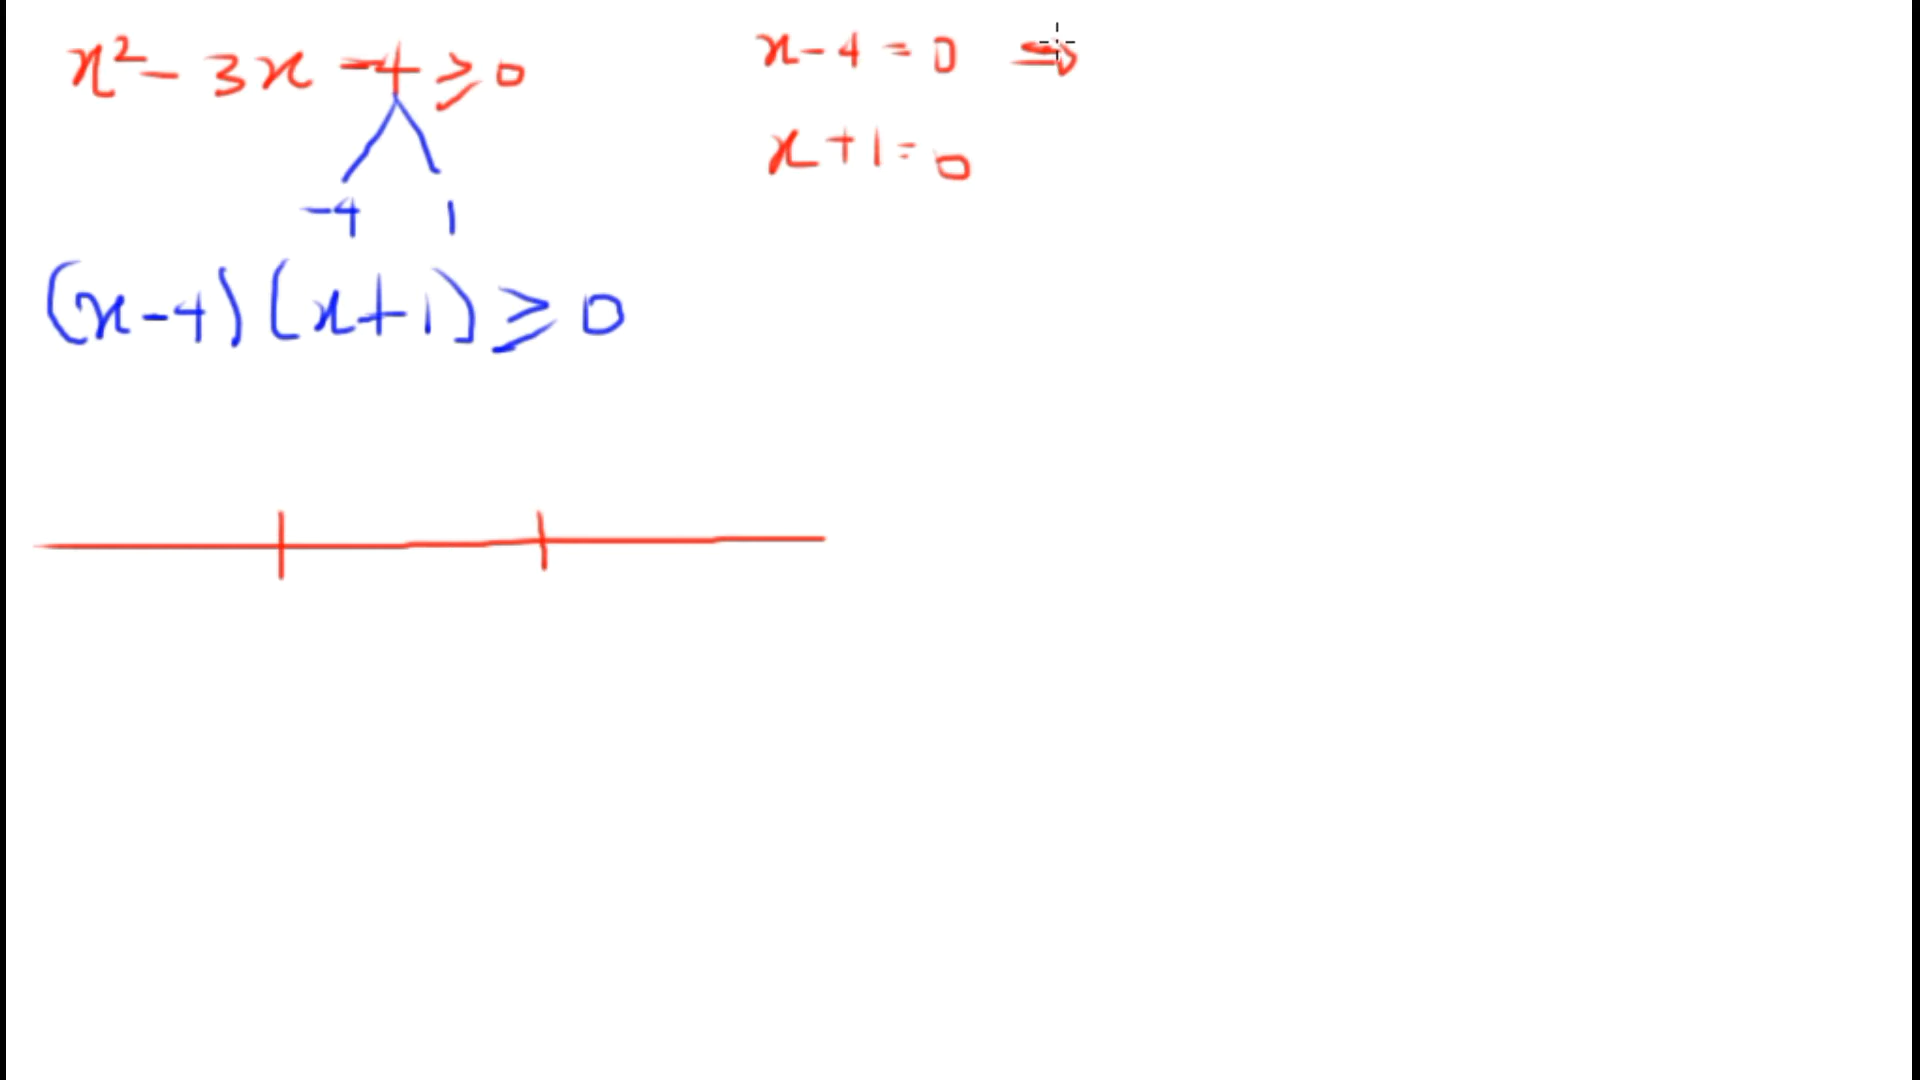 x² - 3x - 4 ≥ 0
-4 1
(x-4) (x+1) ≥ 0
x - 4 = 0 ⇒
x + 1 = 0